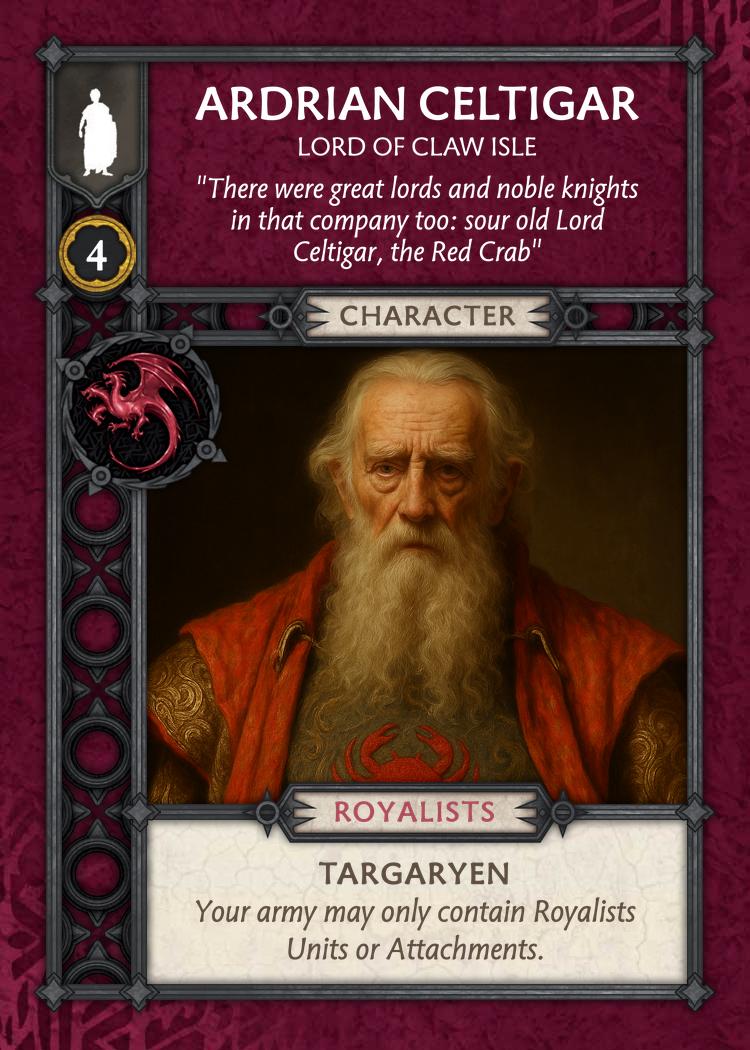 ARDRIAN CELTIGAR
LORD OF CLAW ISLE
"There were great lords and noble knights
in that company too: sour old Lord
Celtigar, the Red Crab"
4
CHARACTER
ROYALISTS
TARGARYEN
Your army may only contain Royalists
Units or Attachments.